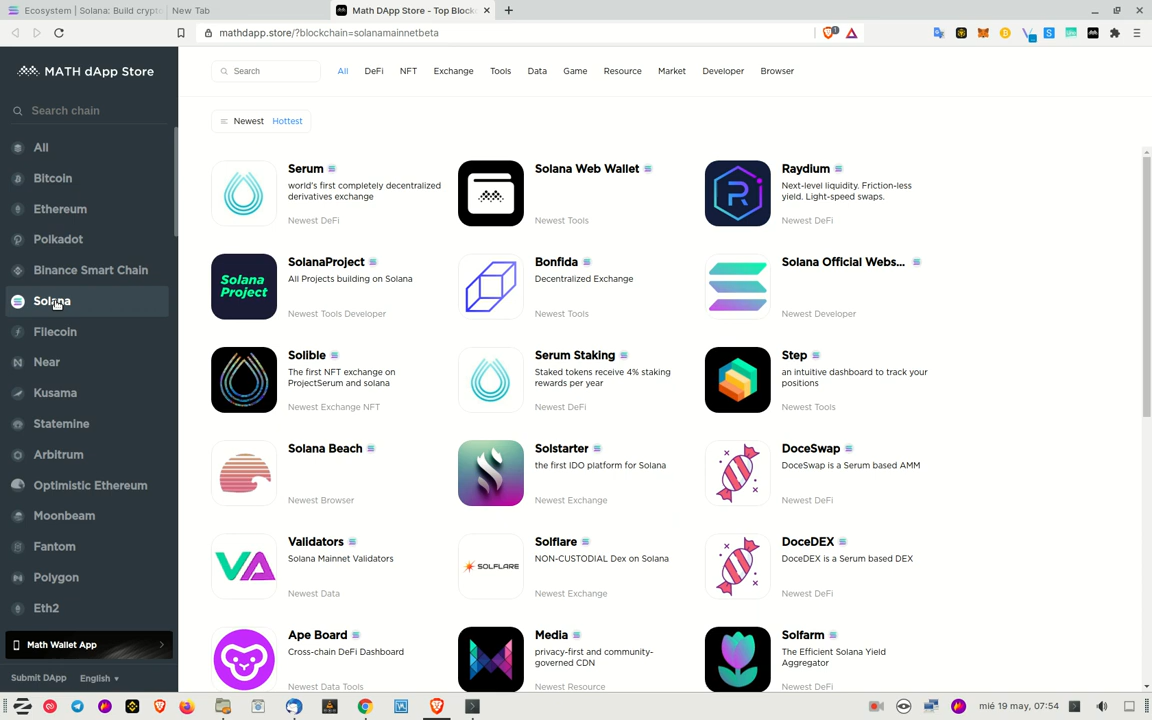 Ecosystem | Solana: Build crypto
New Tab
Math DApp Store - Top Block
mathdapp.store/?blockchain=solanamainnetbeta
1
MATH dApp Store
Search chain
All
Bitcoin
Ethereum
Polkadot
Binance Smart Chain
Solana
Filecoin
Near
Kusama
Statemine
Arbitrum
Optimistic Ethereum
Moonbeam
Fantom
Polygon
Eth2
Math Wallet App
Submit DApp
English
Search
All
DeFi
NFT
Exchange
Tools
Data
Game
Resource
Market
Developer
Browser
Newest
Hottest
Serum
world's first completely decentralized
derivatives exchange
Newest DeFi
Solana Web Wallet
Newest Tools
Raydium
Next-level liquidity. Friction-less
yield. Light-speed swaps.
Newest DeFi
Solana
Project
SolanaProject
All Projects building on Solana
Newest Tools Developer
Bonfida
Decentralized Exchange
Newest Tools
Solana Official Webs...
Newest Developer
Solible
The first NFT exchange on
ProjectSerum and solana
Newest Exchange NFT
Serum Staking
Staked tokens receive 4% staking
rewards per year
Newest DeFi
Step
an intuitive dashboard to track your
positions
Newest Tools
Solana Beach
Newest Browser
Solstarter
the first IDO platform for Solana
Newest Exchange
DoceSwap
DoceSwap is a Serum based AMM
Newest DeFi
VA
Validators
Solana Mainnet Validators
Newest Data
SOLFLARE
Solflare
NON-CUSTODIAL Dex on Solana
Newest Exchange
DoceDEX
DoceDEX is a Serum based DEX
Newest DeFi
Ape Board
Cross-chain DeFi Dashboard
Newest Data Tools
Media
privacy-first and community-
governed CDN
Newest Resource
Solfarm
The Efficient Solana Yield
Aggregator
Newest DeFi
mié 19 may, 07:54